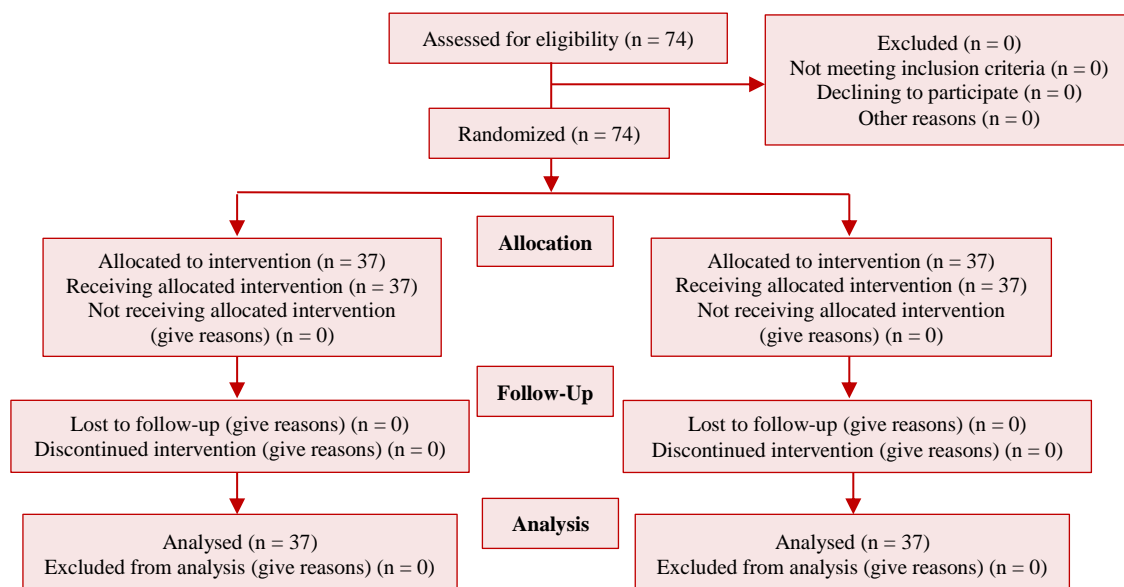 Assessed for eligibility (n = 74)
Excluded (n = 0)
Not meeting inclusion criteria (n = 0)
Declining to participate (n = 0)
Other reasons (n = 0)
Randomized (n = 74)
Allocation
Allocated to intervention (n = 37)
Receiving allocated intervention (n = 37)
Not receiving allocated intervention
(give reasons) (n = 0)
Allocated to intervention (n = 37)
Receiving allocated intervention (n = 37)
Not receiving allocated intervention
(give reasons) (n = 0)
Follow-Up
Lost to follow-up (give reasons) (n = 0)
Discontinued intervention (give reasons) (n = 0)
Lost to follow-up (give reasons) (n = 0)
Discontinued intervention (give reasons) (n = 0)
Analysis
Analysed (n = 37)
Excluded from analysis (give reasons) (n = 0)
Analysed (n = 37)
Excluded from analysis (give reasons) (n = 0)